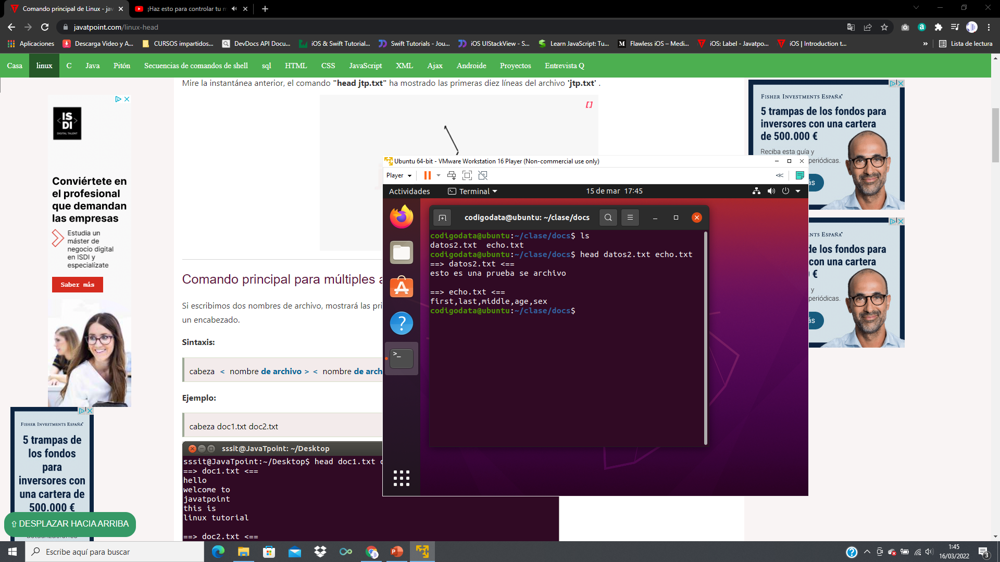 Comando principal de Linux - jav
¡Haz esto para controlar tu m
javatpoint.com/linux-head
Aplicaciones
Descarga Video y A...
CURSOS impartidos...
DevDocs API Docu...
iOS & Swift Tutorial...
Swift Tutorials - Jou...
iOS UIStackView - S...
Learn JavaScript: Tu...
Flawless iOS – Medi...
iOS: Label - Javatpo...
iOS | Introduction t...
»
Lista de lectura
Casa
linux
C
Java
Pitón
Secuencias de comandos de shell
sql
HTML
CSS
JavaScript
XML
Ajax
Androide
Proyectos
Entrevista Q
Mire la instantánea anterior, el comando "head jtp.txt" ha mostrado las primeras diez líneas del archivo 'jtp.txt' .
[]
<IS
DI>
DIGITAL TALENT
Conviértete en
el profesional
que demandan
las empresas
Estudia un
máster de
negocio digital
en ISDI y
especialízate
Saber más
Fisher Investments España®
5 trampas de
los fondos
para
inversores con
una cartera de
500.000 €
⇧ DESPLAZAR HACIA ARRIBA
Comando principal para múltiples a
Si escribimos dos nombres de archivo, mostrará las pri
un encabezado.
Sintaxis:
cabeza < nombre de archivo > < nombre de arch
Ejemplo:
cabeza doc1.txt doc2.txt
sssit@JavaTpoint: ~/Desktop
sssit@JavaTpoint:~/Desktop$ head doc1.txt
==> doc1.txt <==
hello
welcome to
javatpoint
this is
linux tutorial
==> doc2.txt <==
Ubuntu 64-bit - VMware Workstation 16 Player (Non-commercial use only)
Player
Actividades
Terminal
15 de mar 17:45
codigodata@ubuntu: ~/clase/docs
codigodata@ubuntu:~/clase/docs$ ls
datos2.txt  echo.txt
codigodata@ubuntu:~/clase/docs$ head datos2.txt echo.txt
==> datos2.txt <==
esto es una prueba se archivo
==> echo.txt <==
first,last,middle,age,sex
codigodata@ubuntu:~/clase/docs$
Fisher Investments España®
5 trampas de los fondos para
inversores con una cartera
de 500.000 €
Reciba esta guía y
periódicas.
ás
de los fondos para
s con una cartera
€
y
periódicas.
ás
Escribe aquí para buscar
1:45
16/03/2022
3